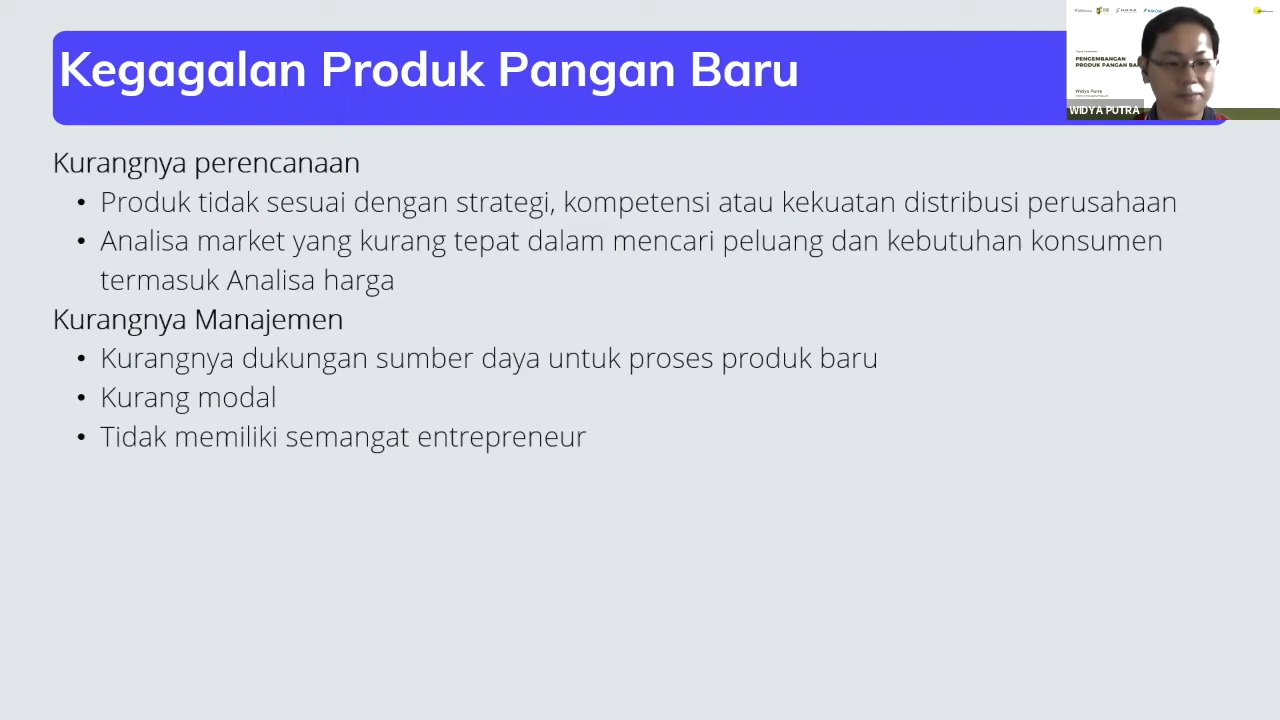 Kegagalan Produk Pangan Baru
PENGEMBANGAN
PRODUK PANGAN
Widya Putra
WIDYA PUTRA
Kurangnya perencanaan
• Produk tidak sesuai dengan strategi, kompetensi atau kekuatan distribusi perusahaan
• Analisa market yang kurang tepat dalam mencari peluang dan kebutuhan konsumen
termasuk Analisa harga
Kurangnya Manajemen
• Kurangnya dukungan sumber daya untuk proses produk baru
• Kurang modal
• Tidak memiliki semangat entrepreneur